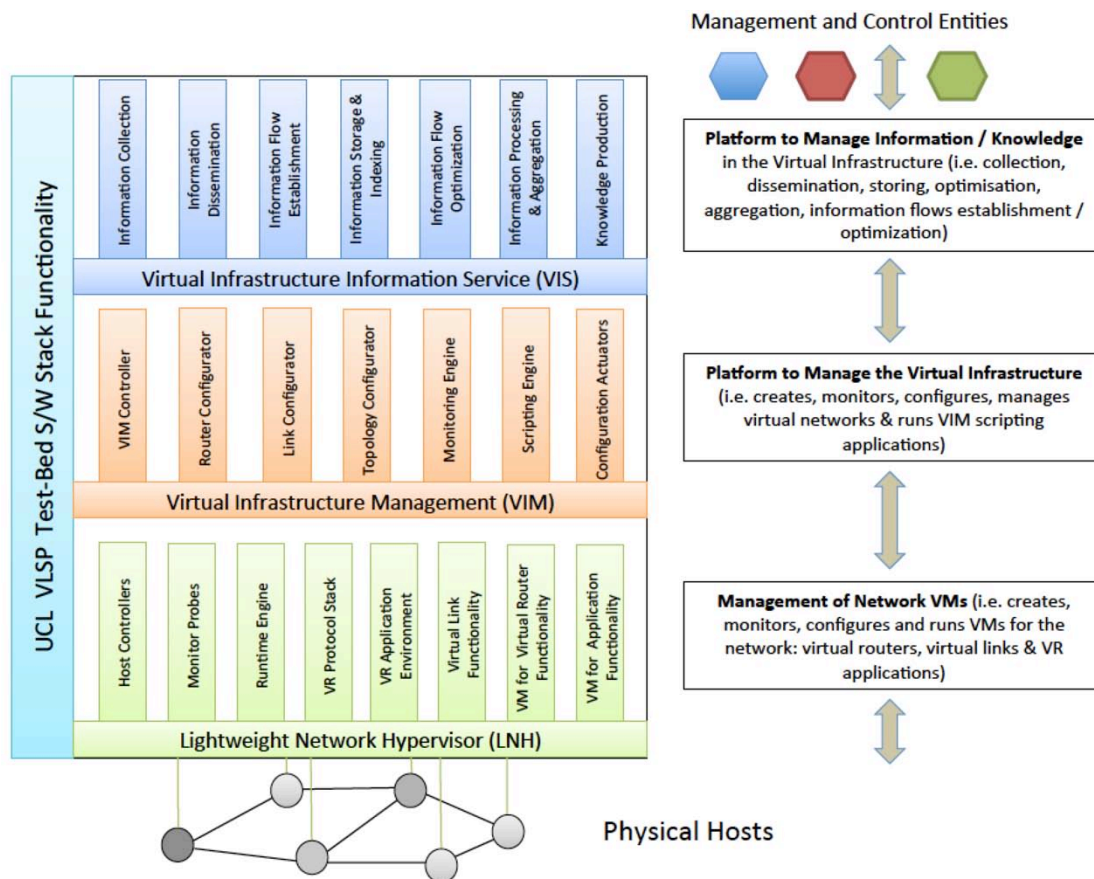 Management and Control Entities
UCL VLSP Test-Bed S/W Stack Functionality
Information Collection
Information
Dissemination
Information Flow
Establishment
Information Storage &
Indexing
Information Flow
Optimization
Information Processing
& Aggregation
Knowledge Production
Virtual Infrastructure Information Service (VIS)
VIM Controller
Router Configurator
Link Configurator
Topology Configurator
Monitoring Engine
Scripting Engine
Configuration Actuators
Virtual Infrastructure Management (VIM)
Host Controllers
Monitor Probes
Runtime Engine
VR Protocol Stack
VR Application
Environment
Virtual Link
Functionality
VM for Virtual Router
Functionality
VM for Application
Functionality
Lightweight Network Hypervisor (LNH)
Platform to Manage Information / Knowledge
in the Virtual Infrastructure (i.e. collection,
dissemination, storing, optimisation,
aggregation, information flows establishment /
optimization)
Platform to Manage the Virtual Infrastructure
(i.e. creates, monitors, configures, manages
virtual networks & runs VIM scripting
applications)
Management of Network VMs (i.e. creates,
monitors, configures and runs VMs for the
network: virtual routers, virtual links & VR
applications)
Physical Hosts